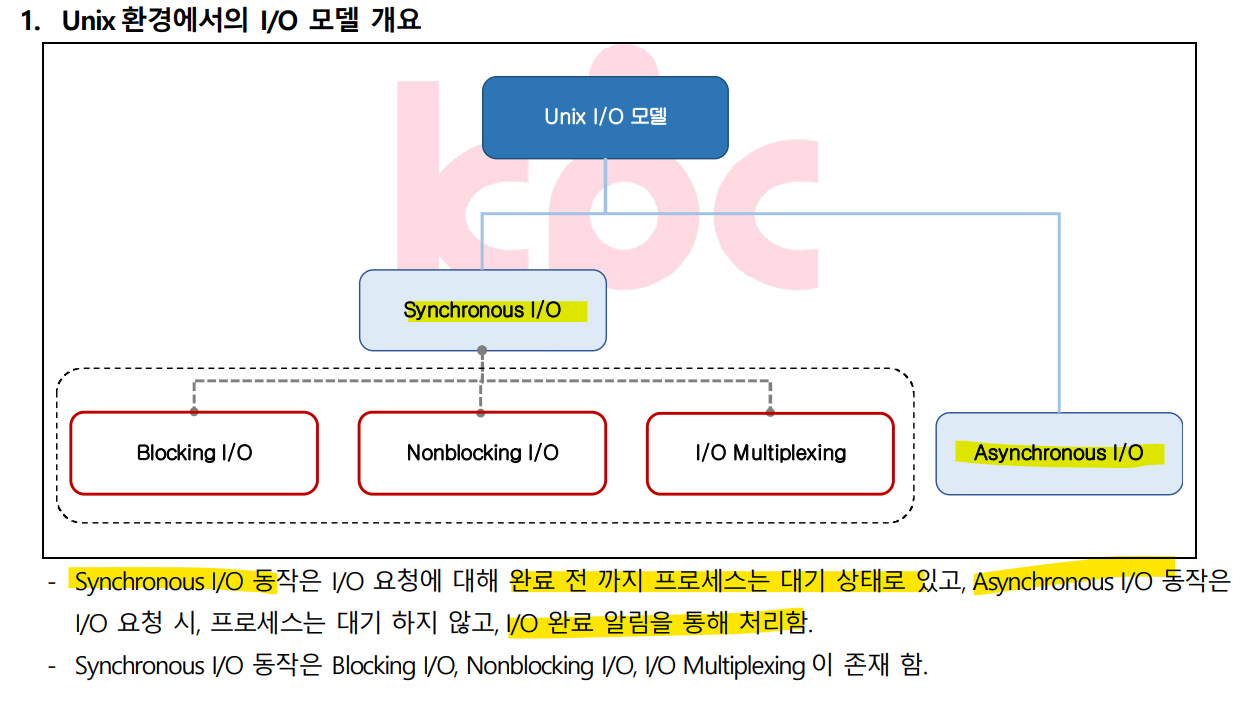 1. Unix 환경에서의 I/O 모델 개요
koc
Unix I/O 모델
Synchronous I/O
Blocking I/O
Nonblocking I/O
I/O Multiplexing
Asynchronous I/O
- Synchronous I/O 동작은 I/O 요청에 대해 완료 전 까지 프로세스는 대기 상태로 있고, Asynchronous I/O 동작은
I/O 요청 시, 프로세스는 대기 하지 않고, I/O 완료 알림을 통해 처리함.
- Synchronous I/O 동작은 Blocking I/O, Nonblocking I/O, I/O Multiplexing 이 존재 함.